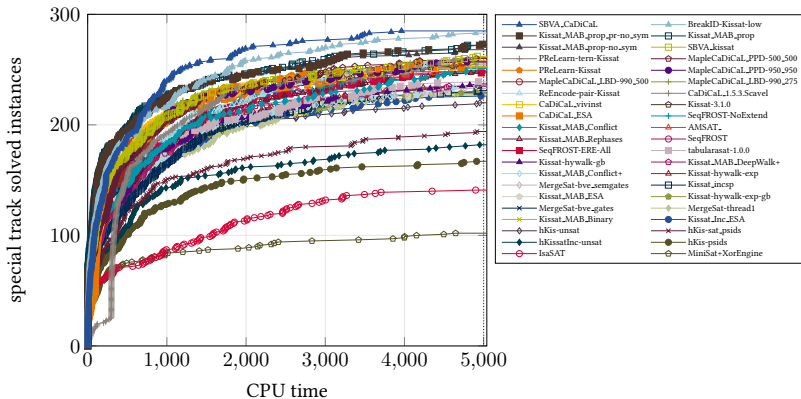 300
200
100
0
special track solved instances
0
1,000
2,000
3,000
4,000
5,000
CPU time
SBVA_CaDiCaL
Kissat_MAB_prop_pr-no_sym
Kissat_MAB_prop-no_sym
PReLearn-tern-Kissat
PReLearn-Kissat
MapleCaDiCaL_LBD-990_500
ReEncode-pair-Kissat
CaDiCaL_vivinst
CaDiCaL_ESA
Kissat_MAB_Conflict
Kissat_MAB_Rephases
SeqFROST-ERE-All
Kissat-hywalk-gb
Kissat_MAB_Conflict+
MergeSat-bve_semgates
Kissat_MAB_ESA
MergeSat-bve_gates
Kissat_MAB_Binary
hKis-unsat
hKissatInc-unsat
IsaSAT
BreakID-Kissat-low
Kissat_MAB_prop
SBVA_kissat
MapleCaDiCaL_PPD-500_500
MapleCaDiCaL_PPD-950_950
MapleCaDiCaL_LBD-990_275
CaDiCaL_1.5.3.Scavel
Kissat-3.1.0
SeqFROST-NoExtend
AMSAT_
SeqFROST
tabularasat-1.0.0
Kissat_MAB_DeepWalk+
Kissat-hywalk-exp
Kissat_incsp
Kissat-hywalk-exp-gb
MergeSat-thread1
Kissat_Inc_ESA
hKis-sat_psids
hKis-psids
MiniSat+XorEngine